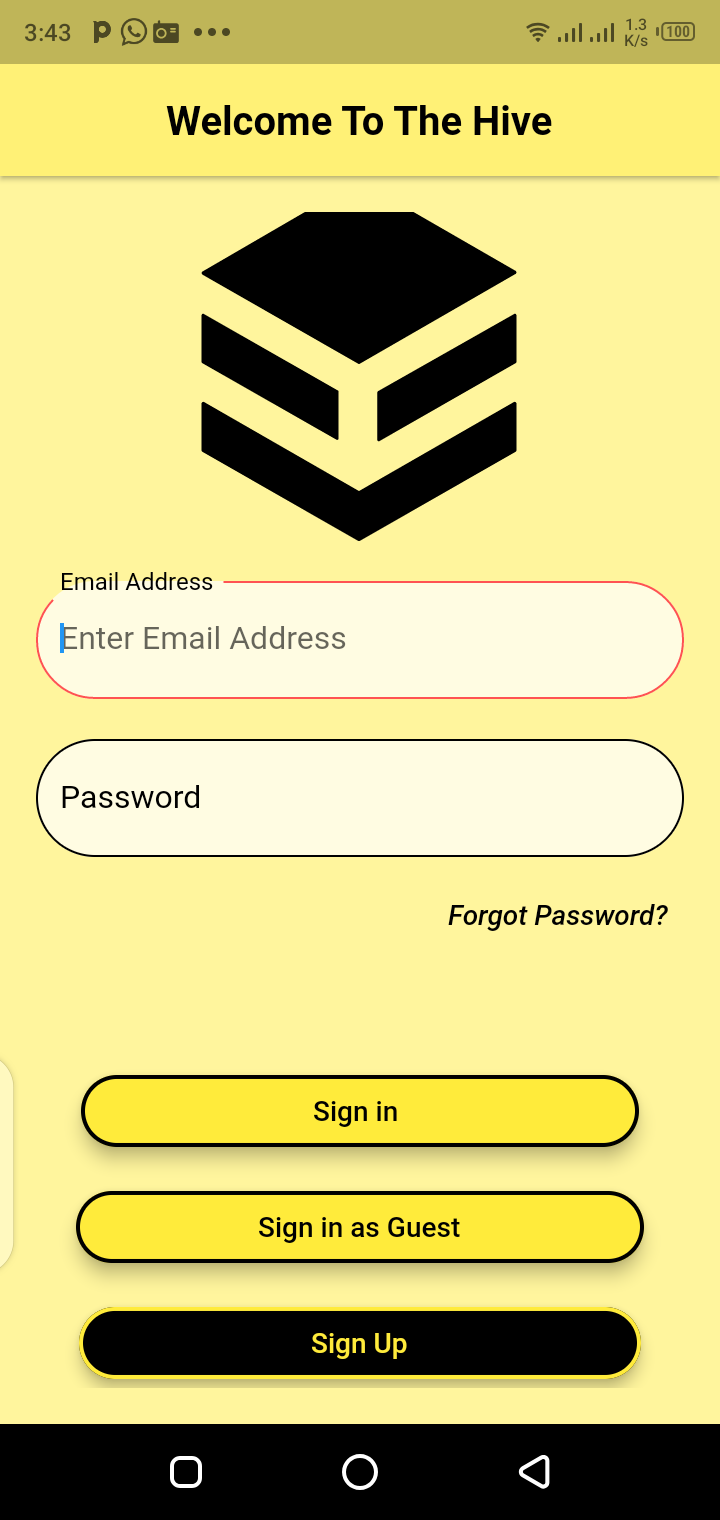 3:43
1.3
K/s
100
Welcome To The Hive
Email Address
Enter Email Address
Password
Forgot Password?
Sign in
Sign in as Guest
Sign Up